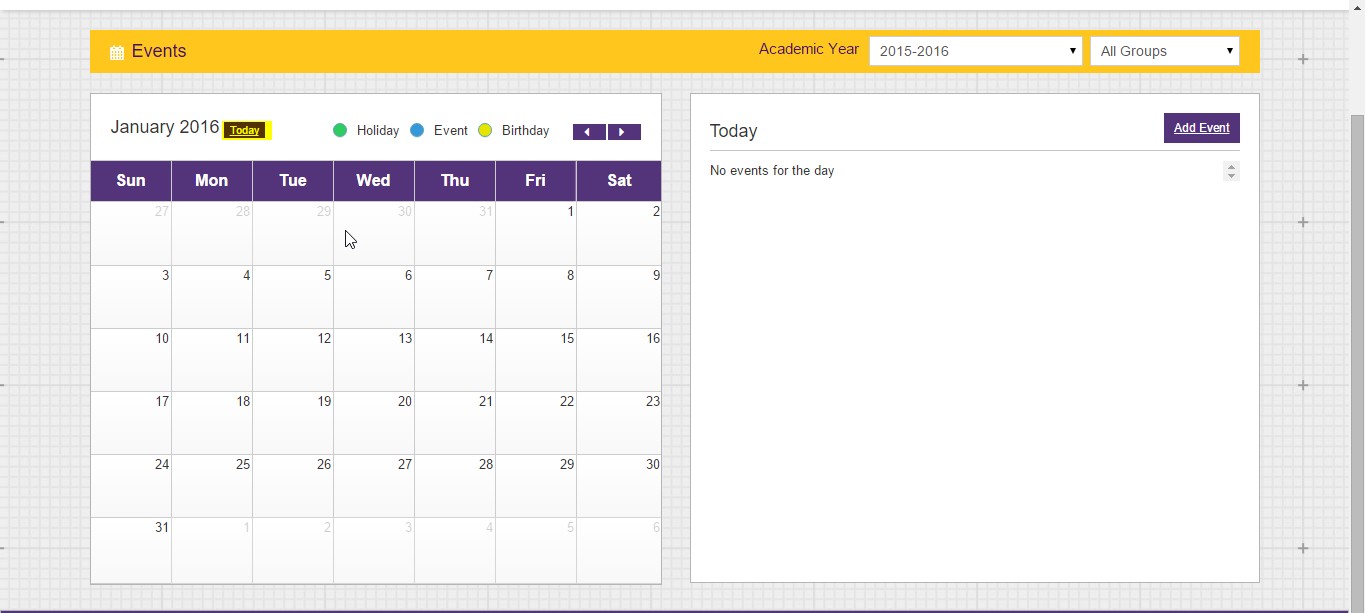 Events
Academic Year 2015-2016 All Groups
January 2016 Today Holiday Event Birthday
Sun Mon Tue Wed Thu Fri Sat
27 28 29 30 31 1 2
3 4 5 6 7 8 9
10 11 12 13 14 15 16
17 18 19 20 21 22 23
24 25 26 27 28 29 30
31 1 2 3 4 5 6
Today Add Event
No events for the day